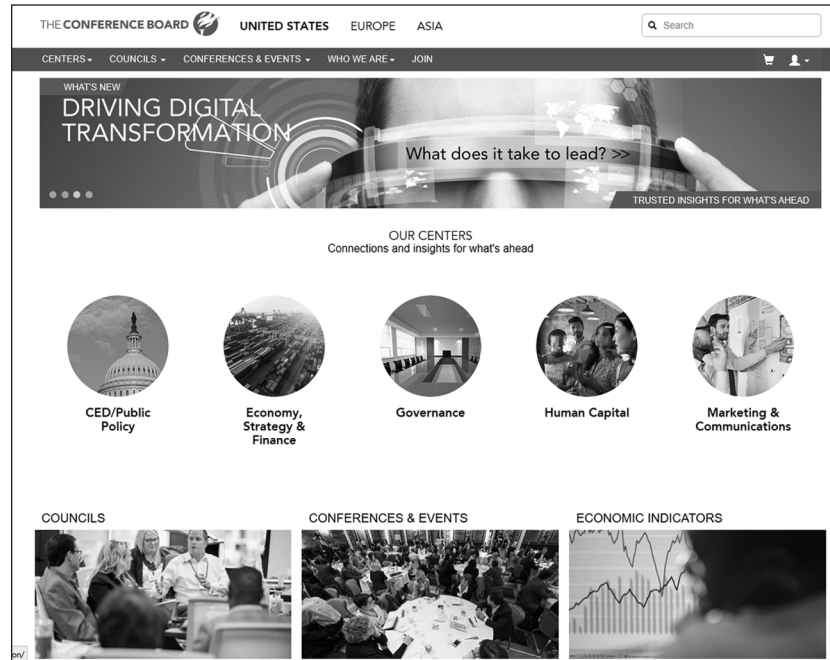 THE CONFERENCE BOARD
UNITED STATES EUROPE ASIA
Search
CENTERS COUNCILS CONFERENCES & EVENTS WHO WE ARE JOIN
WHAT'S NEW
DRIVING DIGITAL
TRANSFORMATION
What does it take to lead? >>
TRUSTED INSIGHTS FOR WHAT'S AHEAD
OUR CENTERS
Connections and insights for what's ahead
CED/Public
Policy
Economy,
Strategy &
Finance
Governance
Human Capital
Marketing &
Communications
COUNCILS
CONFERENCES & EVENTS
ECONOMIC INDICATORS
on/